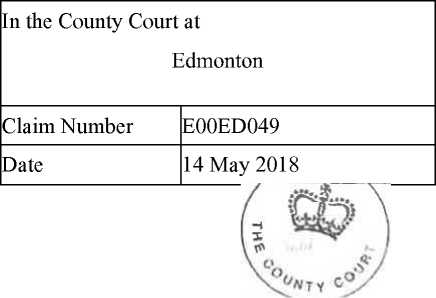 In the County Court at
Edmonton
Claim Number E00ED049
Date 14 May 2018
THE COUNTY COURT